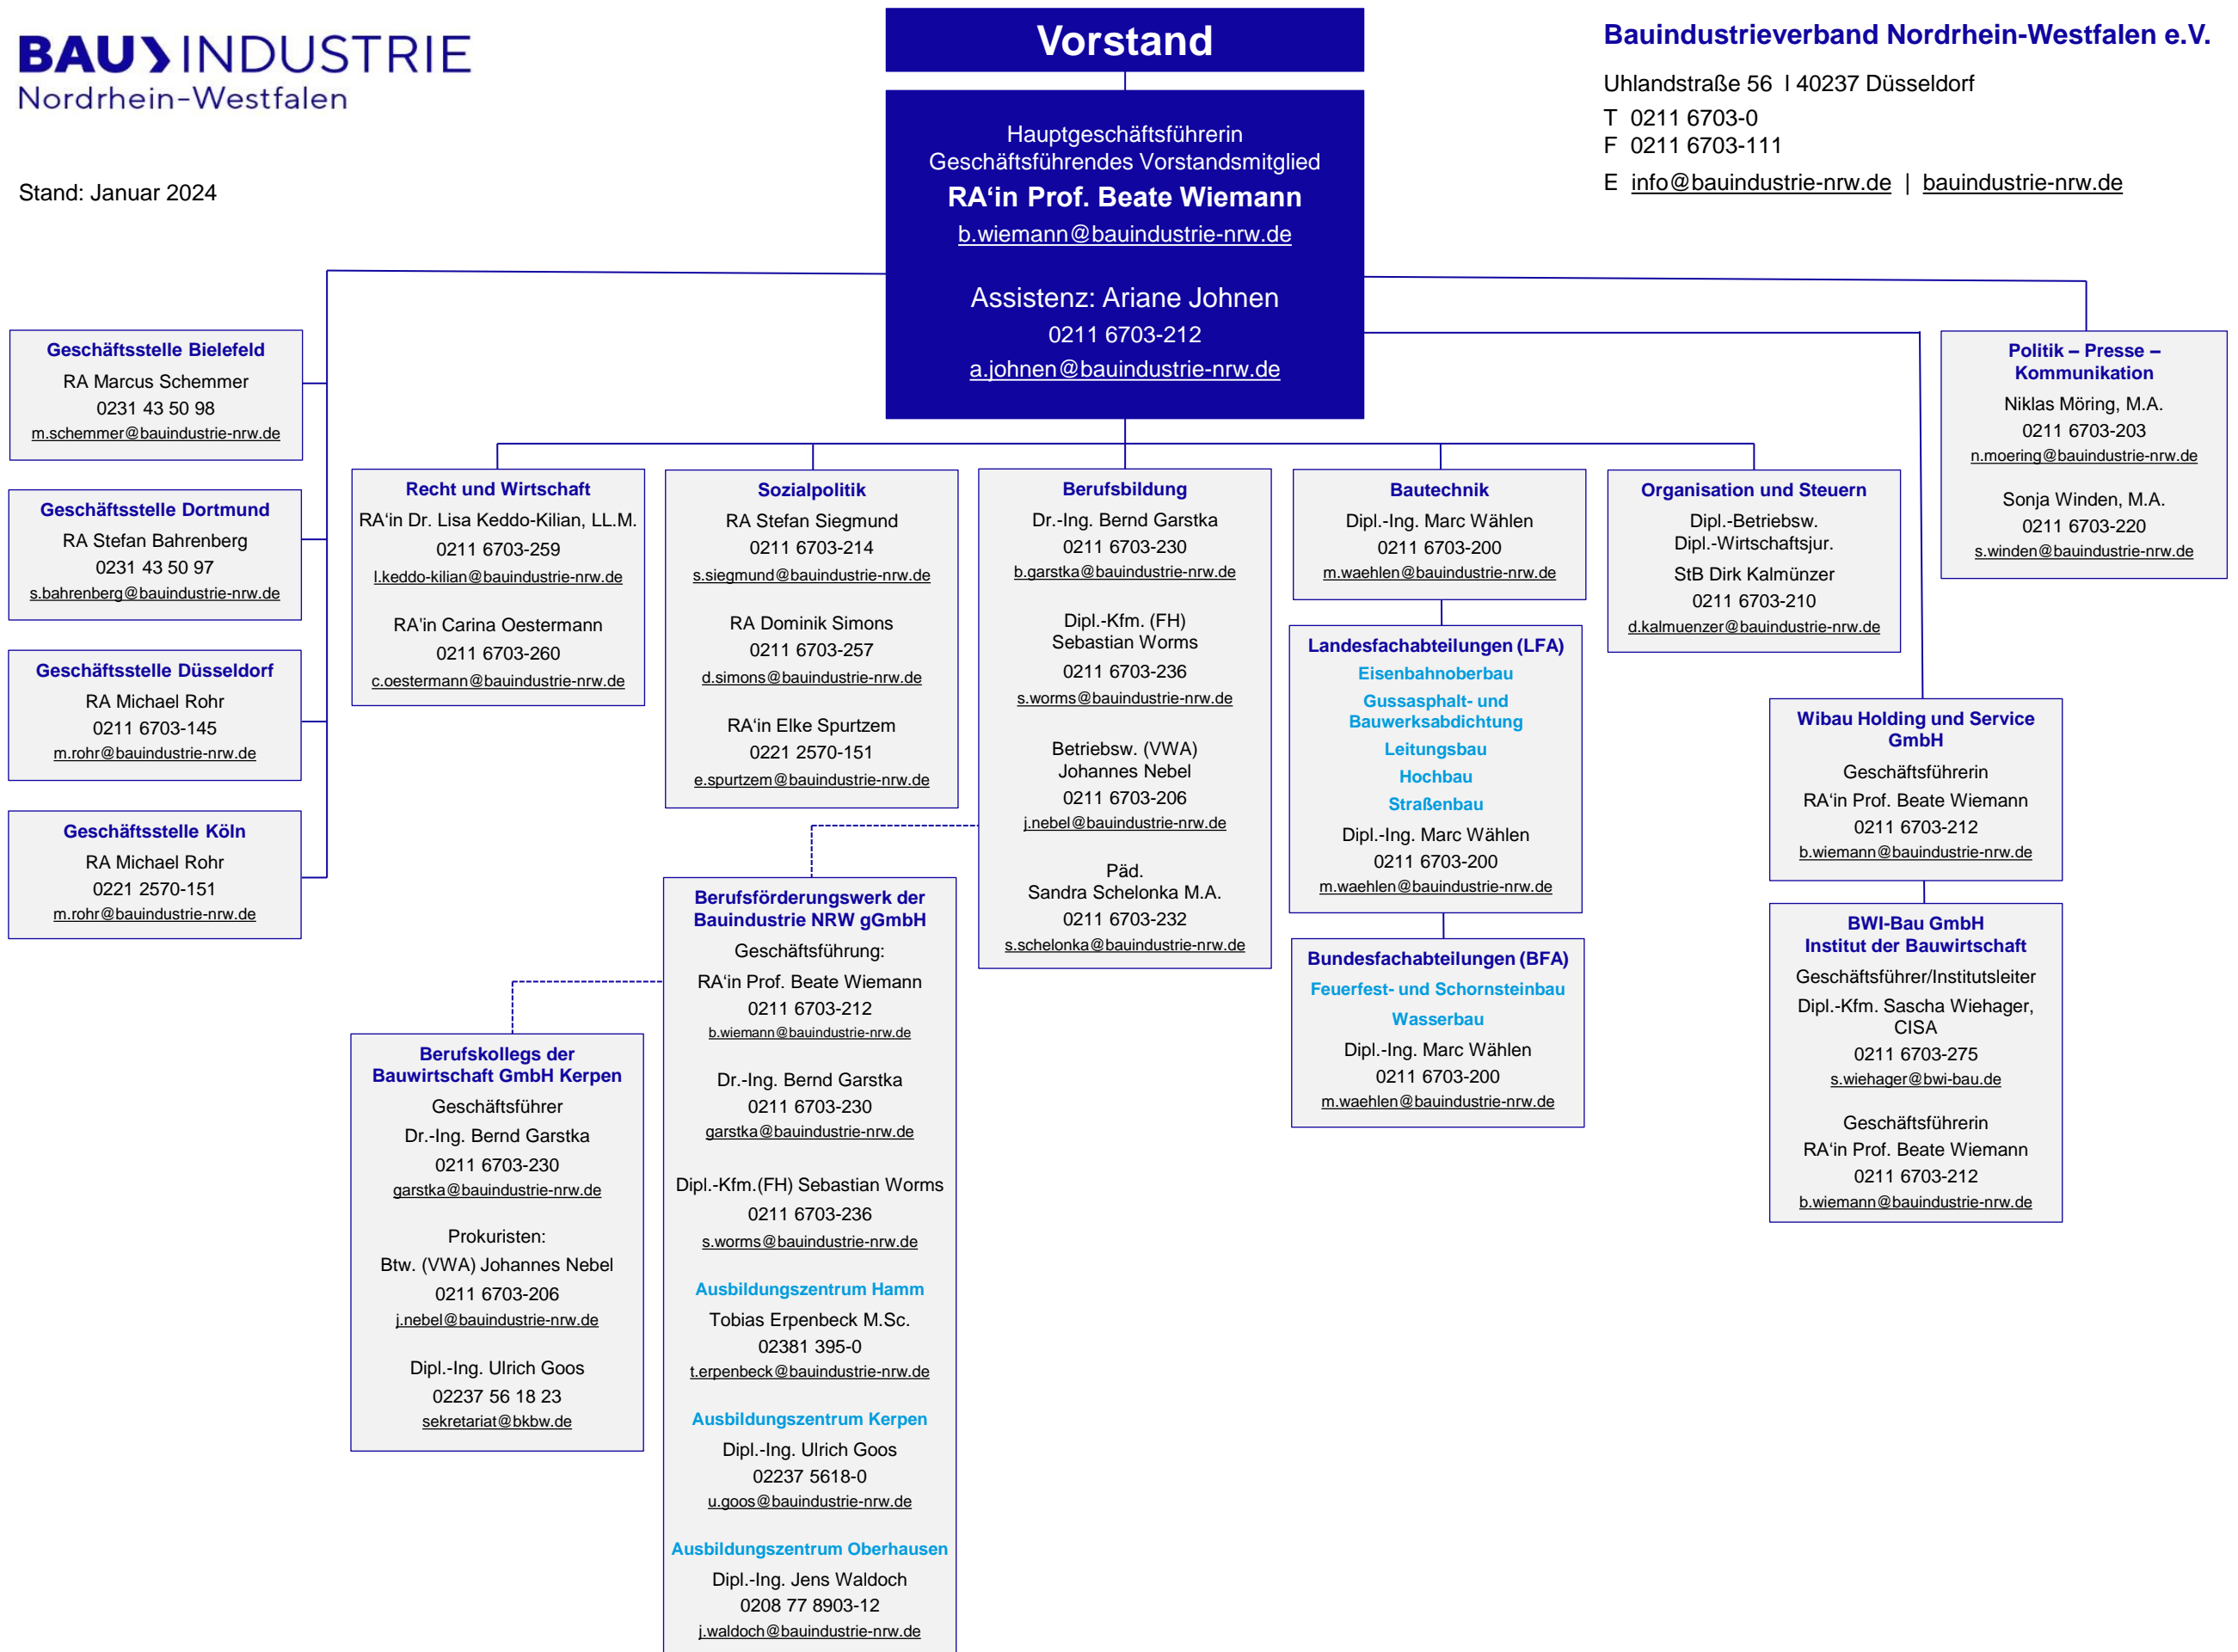 BAU INDUSTRIE
Nordrhein-Westfalen
Stand: Januar 2024
Vorstand
Hauptgeschäftsführerin
Geschäftsführendes Vorstandsmitglied
RA‘in Prof. Beate Wiemann
b.wiemann@bauindustrie-nrw.de
Assistenz: Ariane Johnen
0211 6703-212
a.johnen@bauindustrie-nrw.de
Bauindustrieverband Nordrhein-Westfalen e.V.
Uhlandstraße 56 l 40237 Düsseldorf
T 0211 6703-0
F 0211 6703-111
E info@bauindustrie-nrw.de | bauindustrie-nrw.de
Geschäftsstelle Bielefeld
RA Marcus Schemmer
0231 43 50 98
m.schemmer@bauindustrie-nrw.de
Geschäftsstelle Dortmund
RA Stefan Bahrenberg
0231 43 50 97
s.bahrenberg@bauindustrie-nrw.de
Geschäftsstelle Düsseldorf
RA Michael Rohr
0211 6703-145
m.rohr@bauindustrie-nrw.de
Geschäftsstelle Köln
RA Michael Rohr
0221 2570-151
m.rohr@bauindustrie-nrw.de
Recht und Wirtschaft
RA‘in Dr. Lisa Keddo-Kilian, LL.M.
0211 6703-259
l.keddo-kilian@bauindustrie-nrw.de
RA'in Carina Oestermann
0211 6703-260
c.oestermann@bauindustrie-nrw.de
Sozialpolitik
RA Stefan Siegmund
0211 6703-214
s.siegmund@bauindustrie-nrw.de
RA Dominik Simons
0211 6703-257
d.simons@bauindustrie-nrw.de
RA‘in Elke Spurtzem
0221 2570-151
e.spurtzem@bauindustrie-nrw.de
Berufsbildung
Dr.-Ing. Bernd Garstka
0211 6703-230
b.garstka@bauindustrie-nrw.de
Dipl.-Kfm. (FH)
Sebastian Worms
0211 6703-236
s.worms@bauindustrie-nrw.de
Betriebsw. (VWA)
Johannes Nebel
0211 6703-206
j.nebel@bauindustrie-nrw.de
Päd.
Sandra Schelonka M.A.
0211 6703-232
s.schelonka@bauindustrie-nrw.de
Bautechnik
Dipl.-Ing. Marc Wählen
0211 6703-200
m.waehlen@bauindustrie-nrw.de
Landesfachabteilungen (LFA)
Eisenbahnoberbau
Gussasphalt- und
Bauwerksabdichtung
Leitungsbau
Hochbau
Straßenbau
Dipl.-Ing. Marc Wählen
0211 6703-200
m.waehlen@bauindustrie-nrw.de
Bundesfachabteilungen (BFA)
Feuerfest- und Schornsteinbau
Wasserbau
Dipl.-Ing. Marc Wählen
0211 6703-200
m.waehlen@bauindustrie-nrw.de
Organisation und Steuern
Dipl.-Betriebsw.
Dipl.-Wirtschaftsjur.
StB Dirk Kalmünzer
0211 6703-210
d.kalmuenzer@bauindustrie-nrw.de
Politik – Presse –
Kommunikation
Niklas Möring, M.A.
0211 6703-203
n.moering@bauindustrie-nrw.de
Sonja Winden, M.A.
0211 6703-220
s.winden@bauindustrie-nrw.de
Wibau Holding und Service
GmbH
Geschäftsführerin
RA‘in Prof. Beate Wiemann
0211 6703-212
b.wiemann@bauindustrie-nrw.de
BWI-Bau GmbH
Institut der Bauwirtschaft
Geschäftsführer/Institutsleiter
Dipl.-Kfm. Sascha Wiehager,
CISA
0211 6703-275
s.wiehager@bwi-bau.de
Geschäftsführerin
RA‘in Prof. Beate Wiemann
0211 6703-212
b.wiemann@bauindustrie-nrw.de
Berufsförderungswerk der
Bauindustrie NRW gGmbH
Geschäftsführung:
RA‘in Prof. Beate Wiemann
0211 6703-212
b.wiemann@bauindustrie-nrw.de
Dr.-Ing. Bernd Garstka
0211 6703-230
garstka@bauindustrie-nrw.de
Dipl.-Kfm.(FH) Sebastian Worms
0211 6703-236
s.worms@bauindustrie-nrw.de
Ausbildungszentrum Hamm
Tobias Erpenbeck M.Sc.
02381 395-0
t.erpenbeck@bauindustrie-nrw.de
Ausbildungszentrum Kerpen
Dipl.-Ing. Ulrich Goos
02237 5618-0
u.goos@bauindustrie-nrw.de
Ausbildungszentrum Oberhausen
Dipl.-Ing. Jens Waldoch
0208 77 8903-12
j.waldoch@bauindustrie-nrw.de
Berufskollegs der
Bauwirtschaft GmbH Kerpen
Geschäftsführer
Dr.-Ing. Bernd Garstka
0211 6703-230
garstka@bauindustrie-nrw.de
Prokuristen:
Btw. (VWA) Johannes Nebel
0211 6703-206
j.nebel@bauindustrie-nrw.de
Dipl.-Ing. Ulrich Goos
02237 56 18 23
sekretariat@bkbw.de